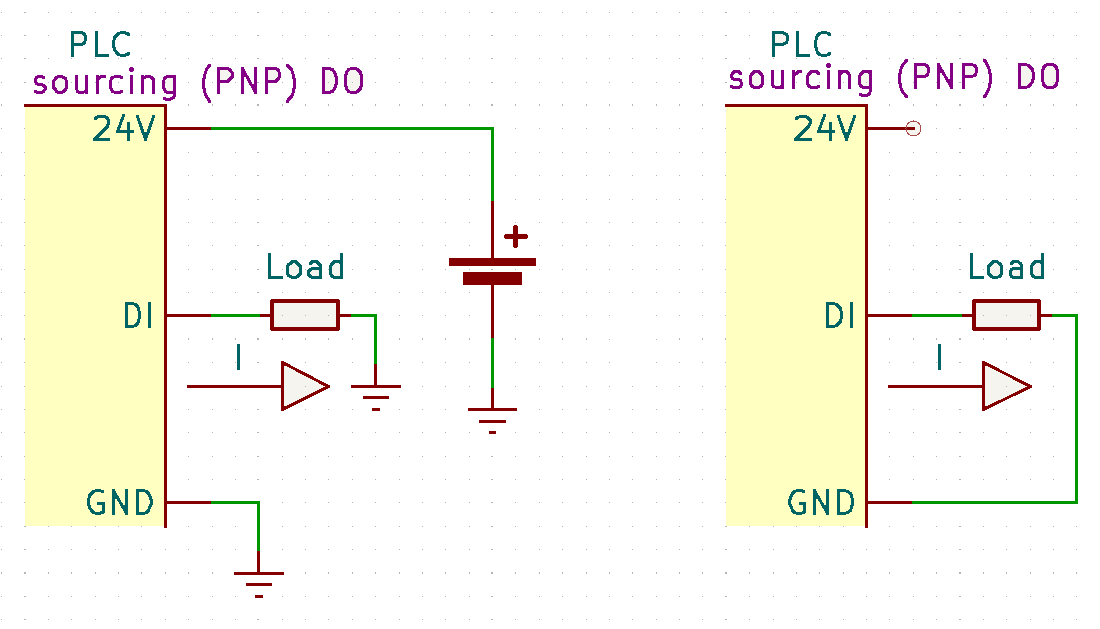 PLC
sourcing (PNP) DO
24V
+
Load
DI
I
GND
PLC
sourcing (PNP) DO
24V
Load
DI
I
GND